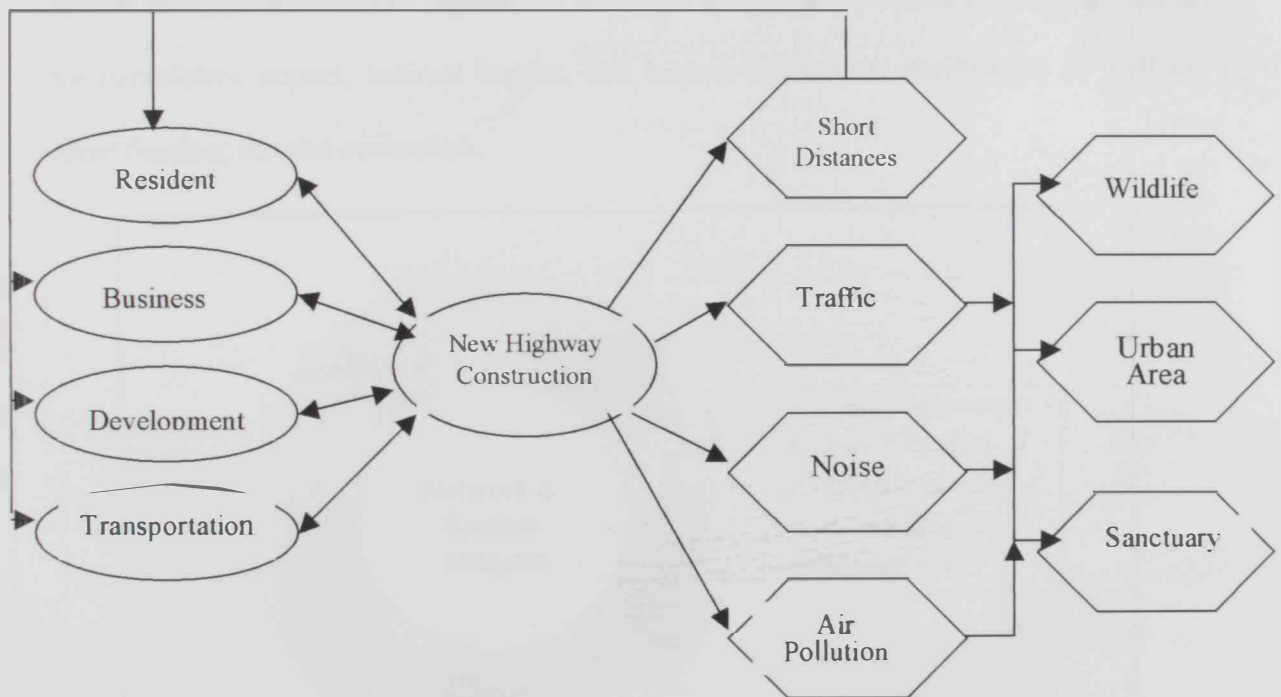 Resident
Business
Development
Transportation
New Highway
Construction
Short
Distances
Traffic
Noise
Air
Pollution
Wildlife
Urban
Area
Sanctuary